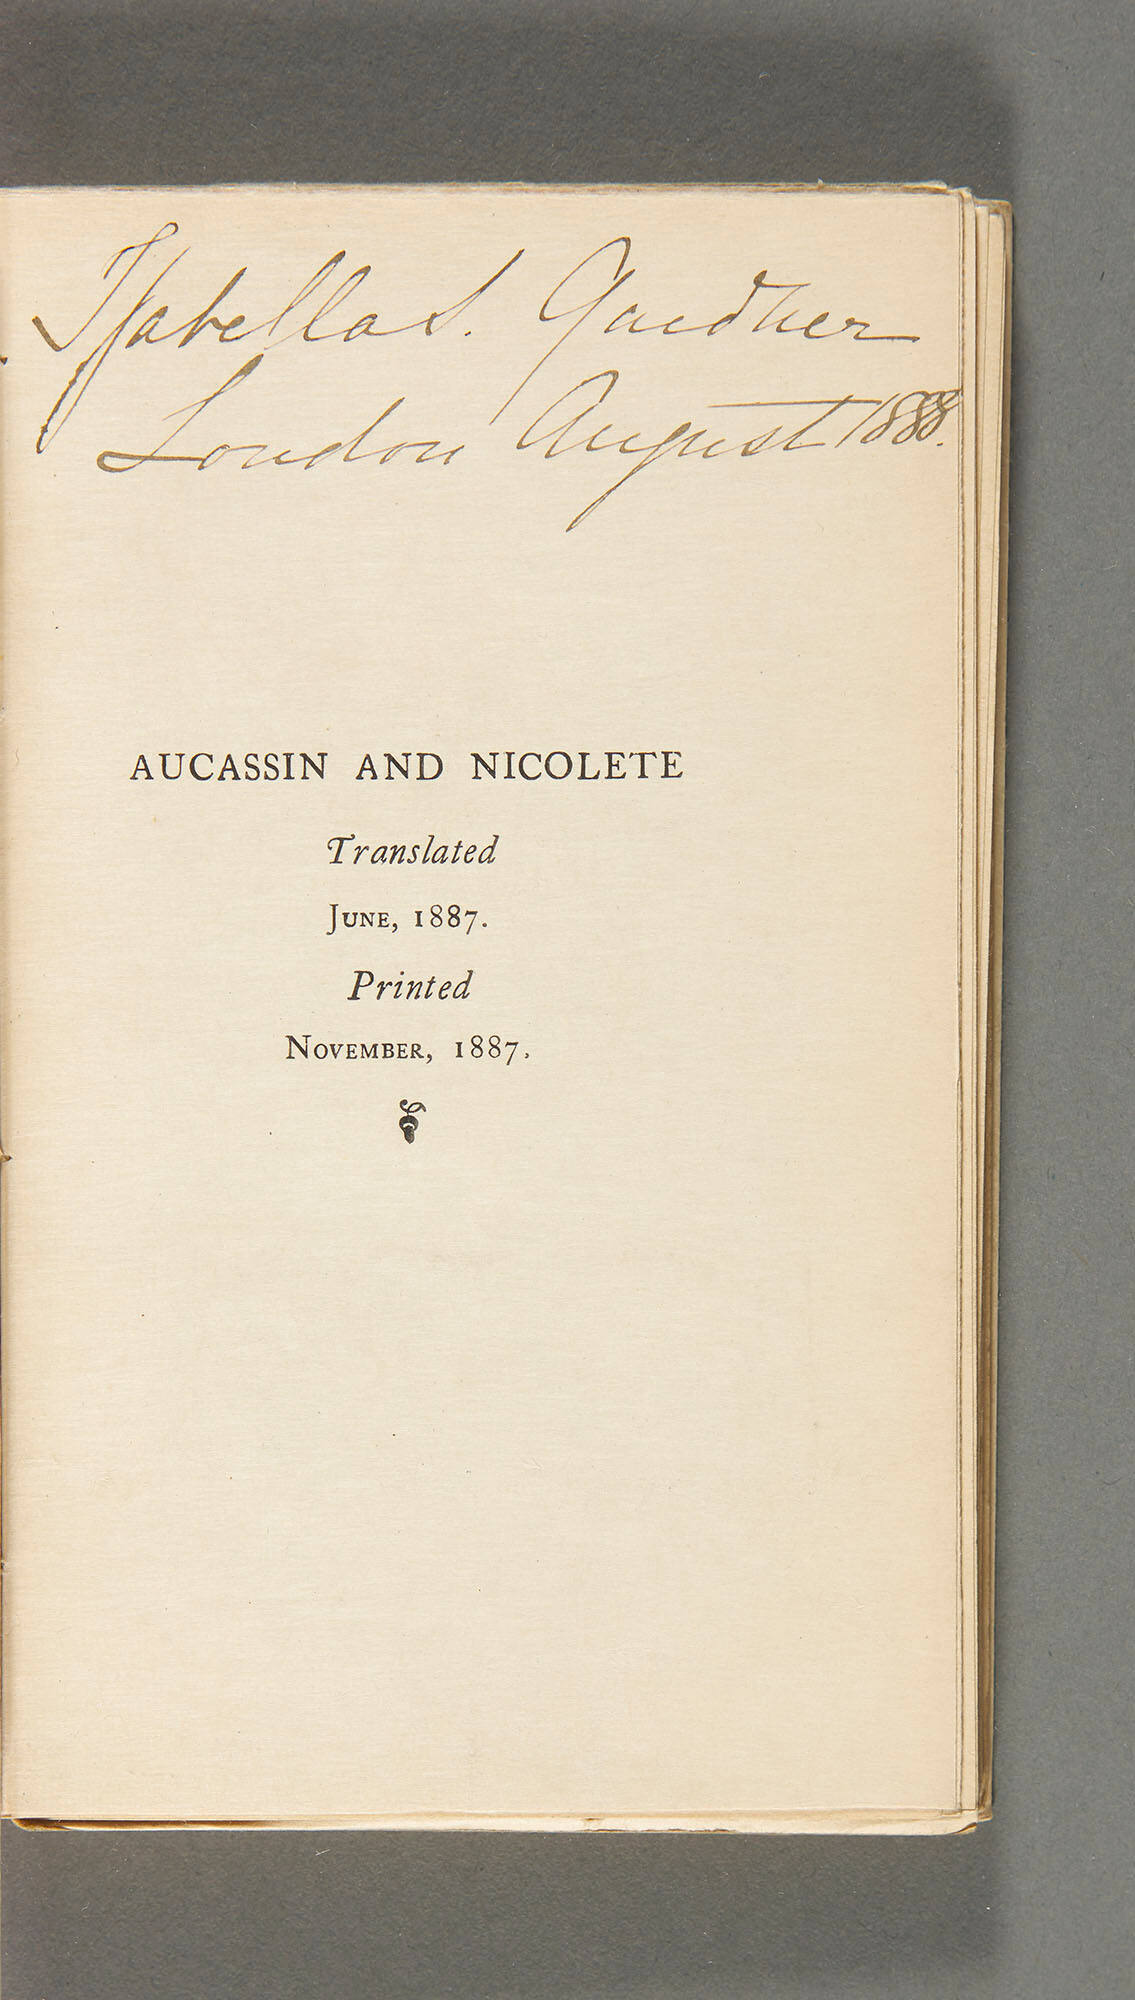 Isabella S. Gardner
London August 1888.
AUCASSIN AND NICOLETE
Translated
JUNE, 1887.
Printed
NOVEMBER, 1887.